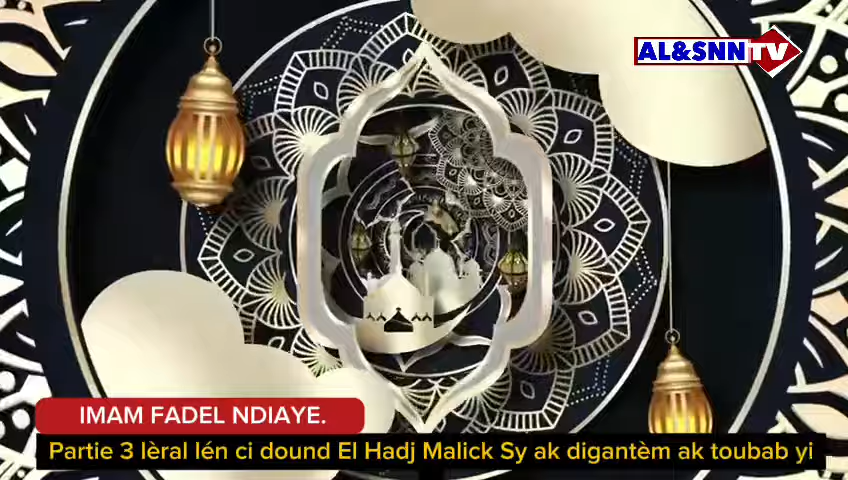 AL&SNN TV
IMAM FADEL NDIAYE.
Partie 3 lèral lén ci dound El Hadj Malick Sy ak digantèm ak toubab yi